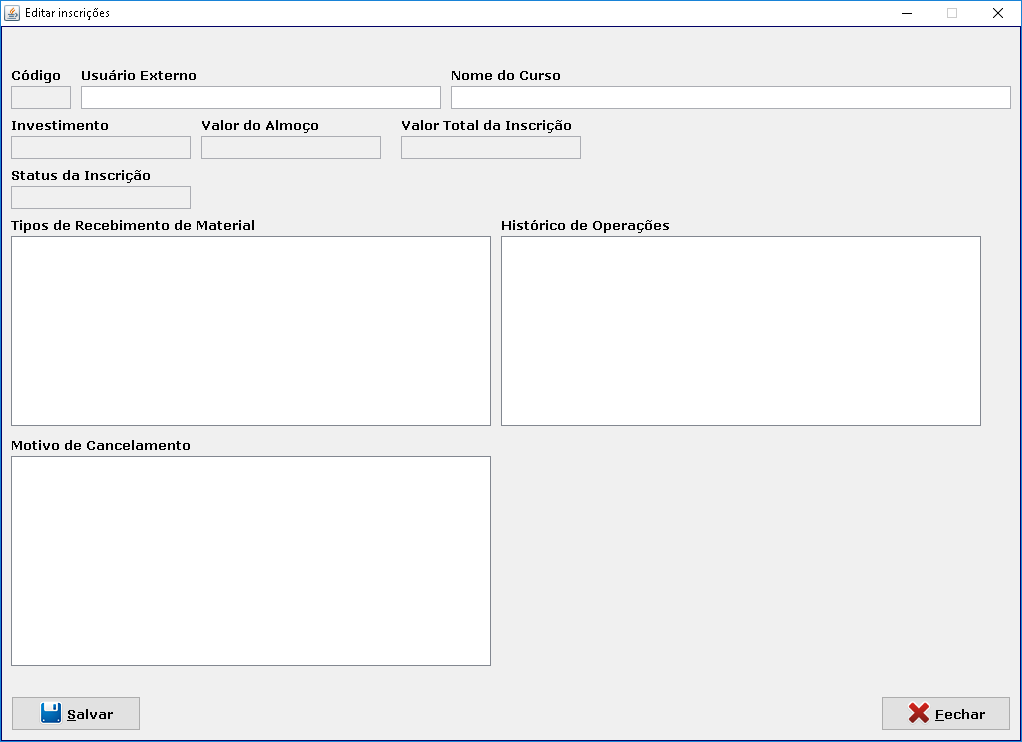 Editar inscrições
Código Usuário Externo Nome do Curso
Investimento Valor do Almoço Valor Total da Inscrição
Status da Inscrição
Tipos de Recebimento de Material Histórico de Operações
Motivo de Cancelamento
Salvar Fechar